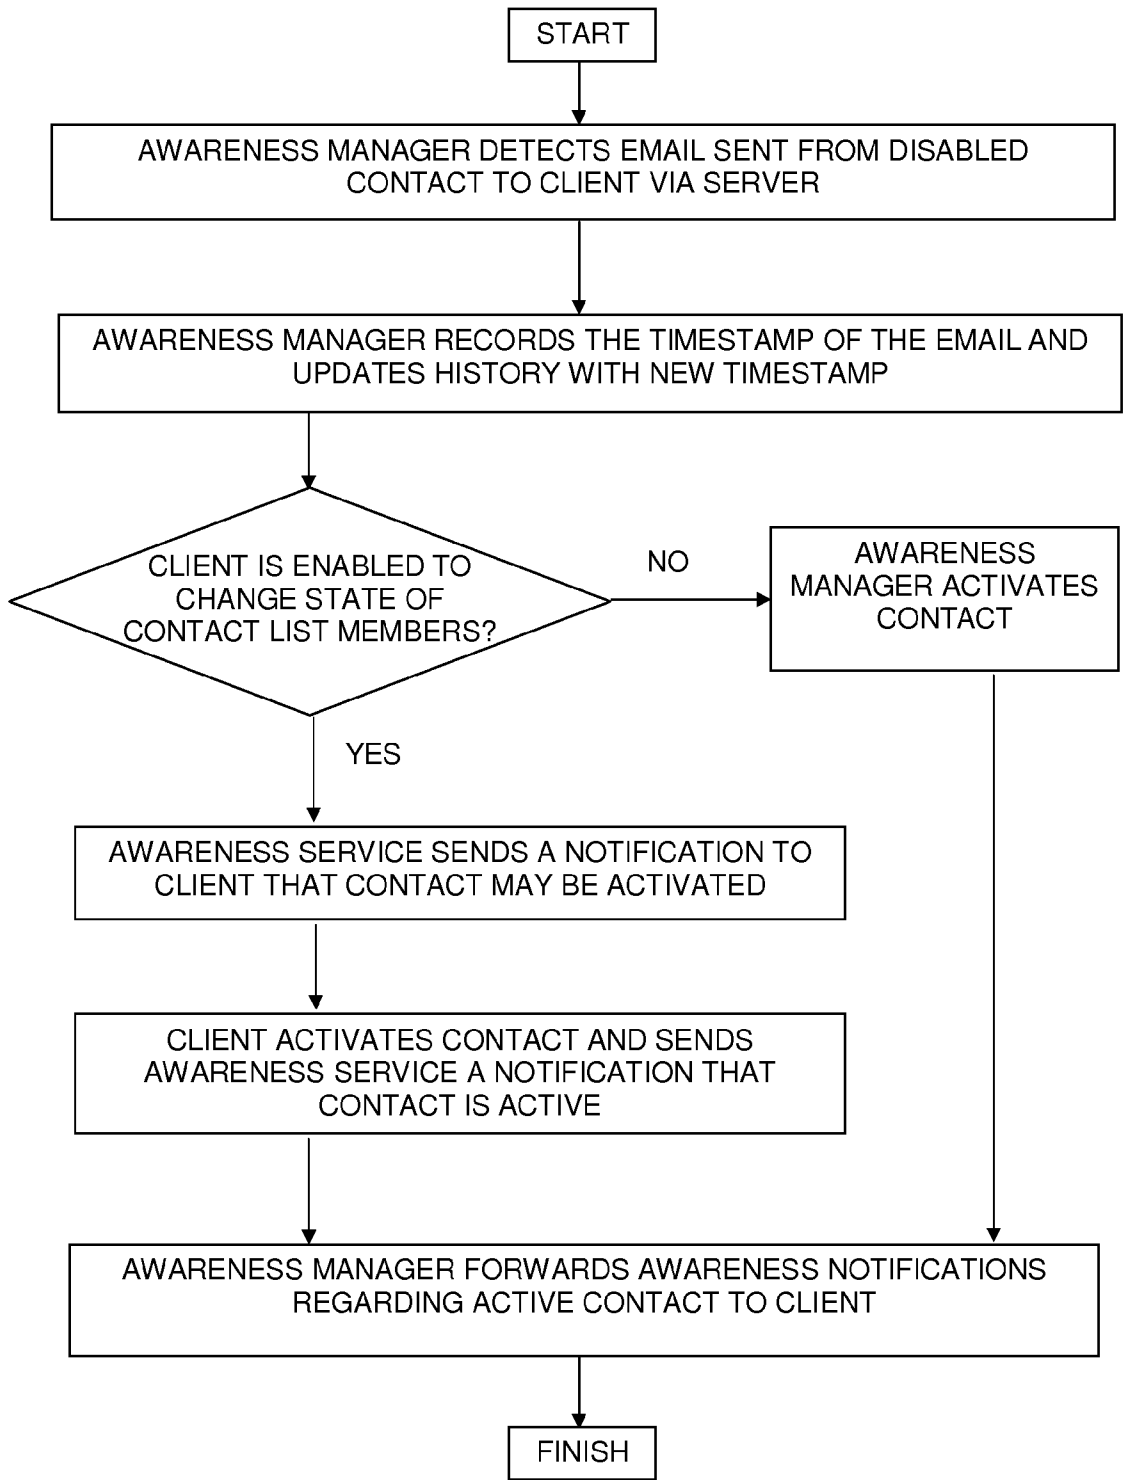 START
AWARENESS MANAGER DETECTS EMAIL SENT FROM DISABLED
CONTACT TO CLIENT VIA SERVER
AWARENESS MANAGER RECORDS THE TIMESTAMP OF THE EMAIL AND
UPDATES HISTORY WITH NEW TIMESTAMP
CLIENT IS ENABLED TO
CHANGE STATE OF
CONTACT LIST MEMBERS?
NO
AWARENESS
MANAGER ACTIVATES
CONTACT
YES
AWARENESS SERVICE SENDS A NOTIFICATION TO
CLIENT THAT CONTACT MAY BE ACTIVATED
CLIENT ACTIVATES CONTACT AND SENDS
AWARENESS SERVICE A NOTIFICATION THAT
CONTACT IS ACTIVE
AWARENESS MANAGER FORWARDS AWARENESS NOTIFICATIONS
REGARDING ACTIVE CONTACT TO CLIENT
FINISH